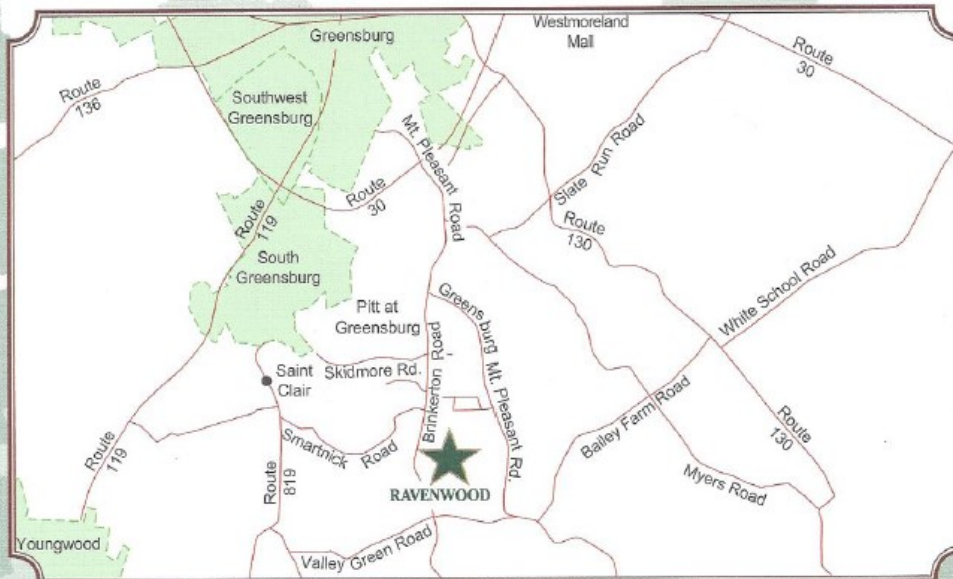 Westmoreland
Mall
Greensburg
Route
30
Route
136
Southwest
Greensburg
Mt. Pleasant Road
Slate Run Road
Route
30
Route
119
Route
130
South
Greensburg
White School Road
Pitt at
Greensburg
Greensburg Mt. Pleasant Rd.
Brinkerton Road
Saint
Clair
Skidmore Rd.
Bailey Farm Road
Route
130
Smartnick Road
Route
119
Route
819
RAVENWOOD
Myers Road
Youngwood
Valley Green Road